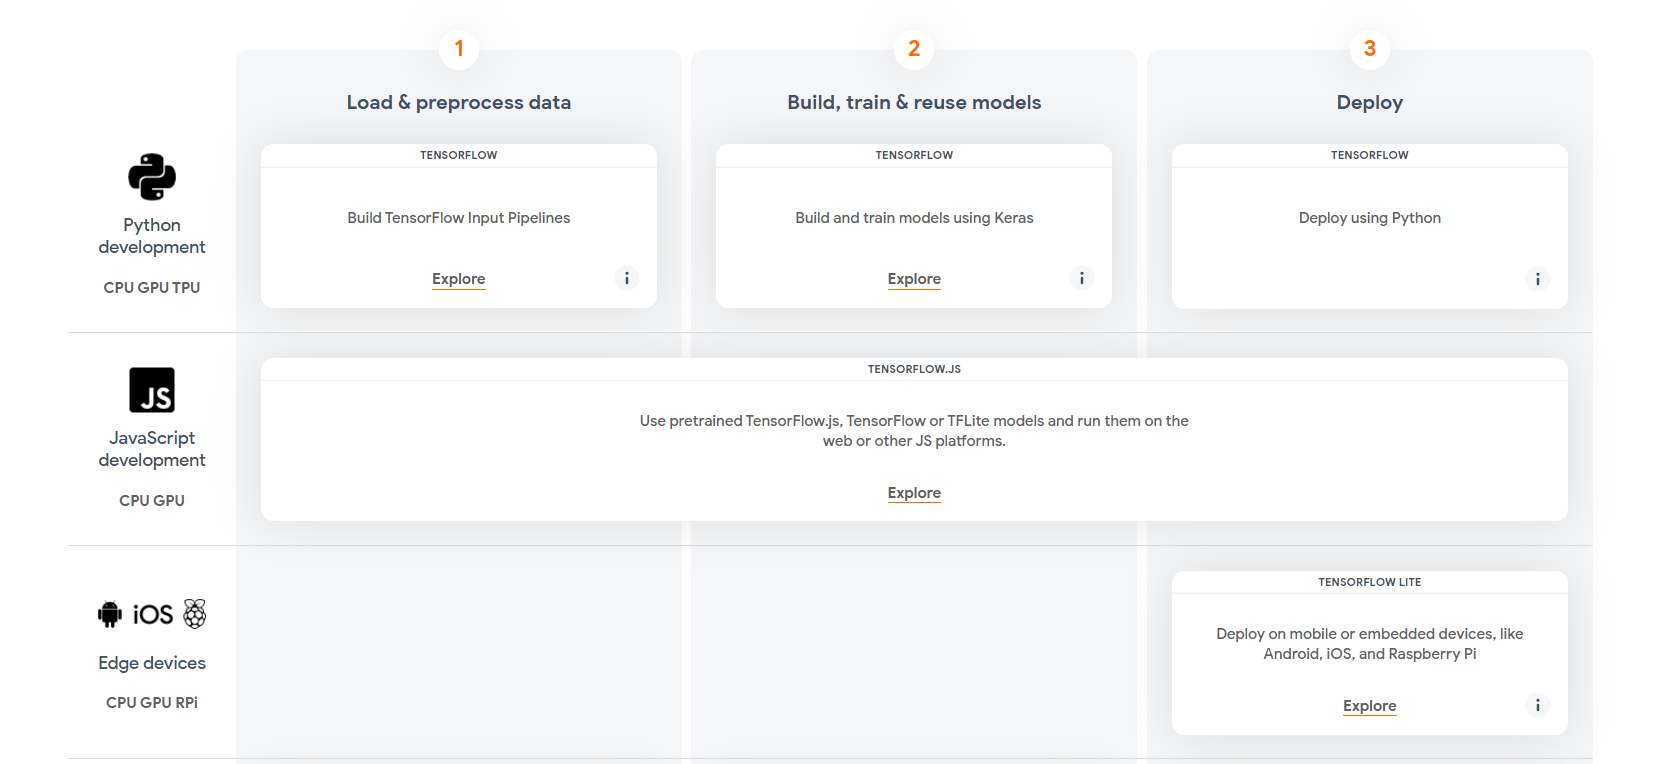 1
2
3
Load & preprocess data
Build, train & reuse models
Deploy
Python
development
CPU GPU TPU
TENSORFLOW
Build TensorFlow Input Pipelines
Explore
i
TENSORFLOW
Build and train models using Keras
Explore
i
TENSORFLOW
Deploy using Python
i
JS
JavaScript
development
CPU GPU
TENSORFLOW.JS
Use pretrained TensorFlow.js, TensorFlow or TFLite models and run them on the
web or other JS platforms.
Explore
iOS
Edge devices
CPU GPU RPi
TENSORFLOW LITE
Deploy on mobile or embedded devices, like
Android, iOS, and Raspberry Pi
Explore
i